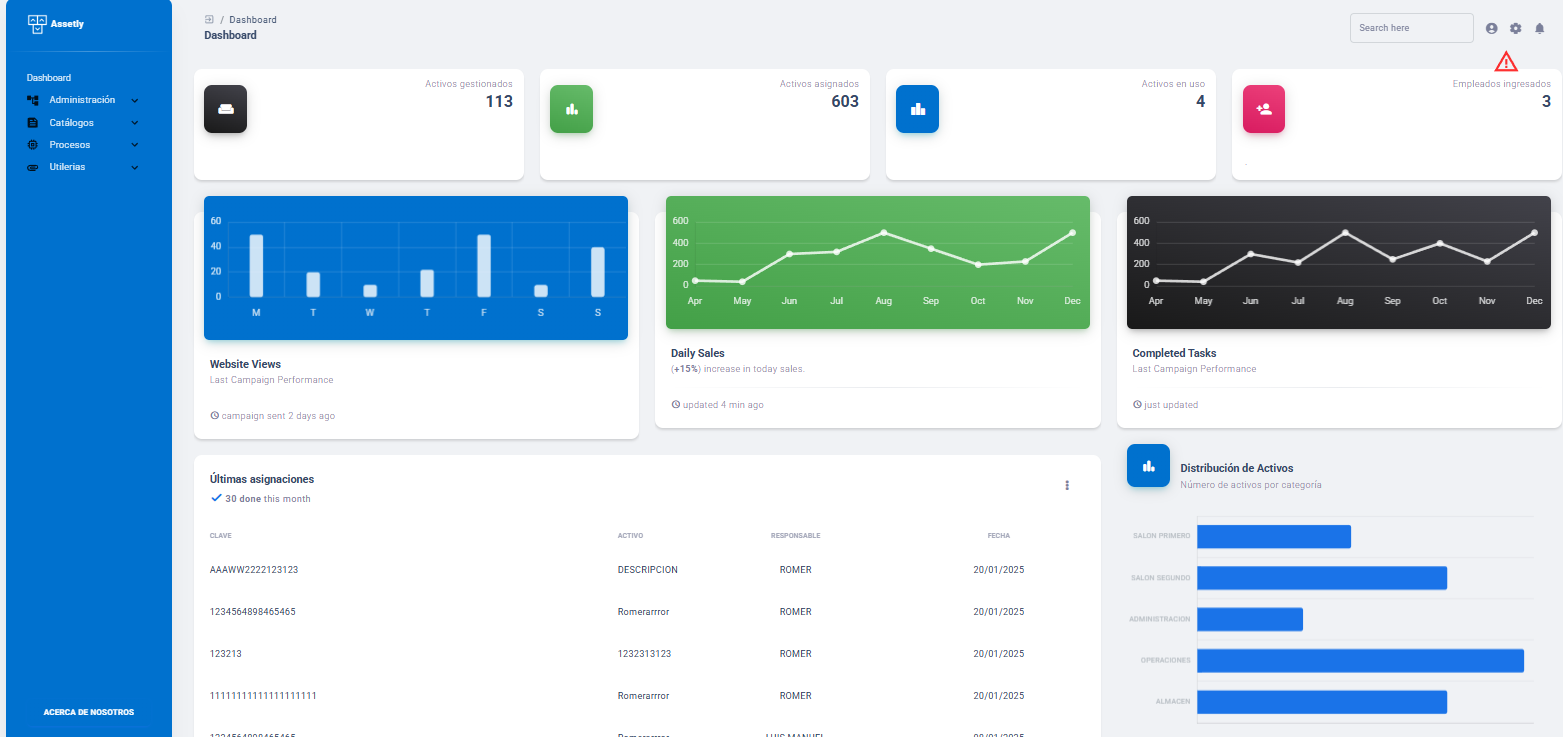 Assetly
/ Dashboard
Dashboard
Search here
Dashboard
Administración
Catálogos
Procesos
Utilerias
ACERCA DE NOSOTROS
Activos gestionados
113
Activos asignados
603
Activos en uso
4
Empleados ingresados
3
60
40
20
0
M T W T F S S
Website Views
Last Campaign Performance
campaign sent 2 days ago
600
400
200
0
Apr May Jun Jul Aug Sep Oct Nov Dec
Daily Sales
(+15%) increase in today sales.
updated 4 min ago
600
400
200
0
Apr May Jun Jul Aug Sep Oct Nov Dec
Completed Tasks
Last Campaign Performance
just updated
Últimas asignaciones
30 done this month
CLAVE ACTIVO RESPONSABLE FECHA
AAAWW2222123123 DESCRIPCION ROMER 20/01/2025
1234564898465465 Romerarrror ROMER 20/01/2025
123213 1232313123 ROMER 20/01/2025
11111111111111111111 Romerarrror ROMER 20/01/2025
1234564898465465 Romerarrror LUIS MANUEL 08/01/2025
Distribución de Activos
Número de activos por categoría
SALON PRIMERO
SALON SEGUNDO
ADMINISTRACION
OPERACIONES
ALMACEN